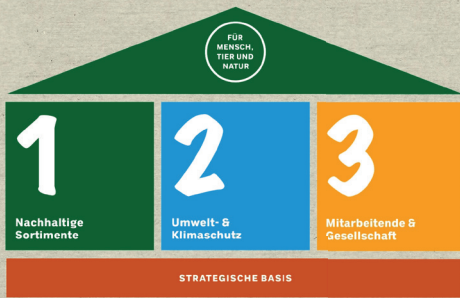 FÜR
MENSCH,
TIER UND
NATUR
1
2
3
Nachhaltige
Sortimente
Umwelt- &
Klimaschutz
Mitarbeitende &
Gesellschaft
STRATEGISCHE BASIS